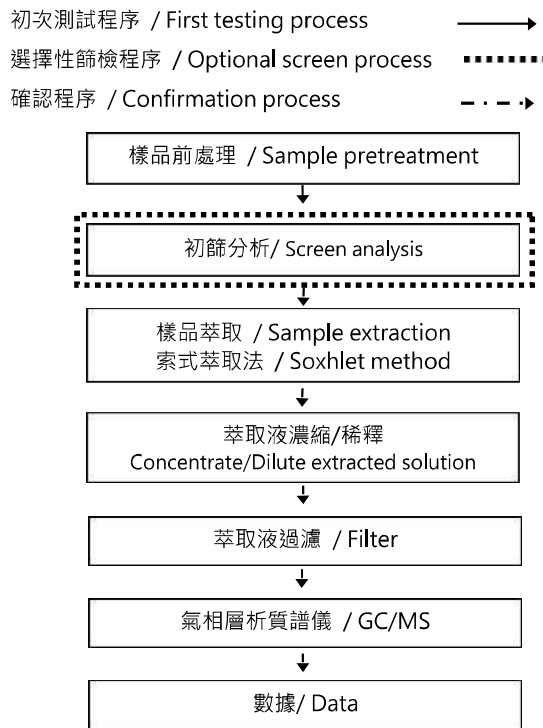 初次測試程序 / First testing process
選擇性篩檢程序 / Optional screen process
確認程序 / Confirmation process
樣品前處理 / Sample pretreatment
初篩分析/ Screen analysis
樣品萃取 / Sample extraction
索式萃取法 / Soxhlet method
萃取液濃縮/稀釋
Concentrate/Dilute extracted solution
萃取液過濾 / Filter
氣相層析質譜儀 / GC/MS
數據/ Data